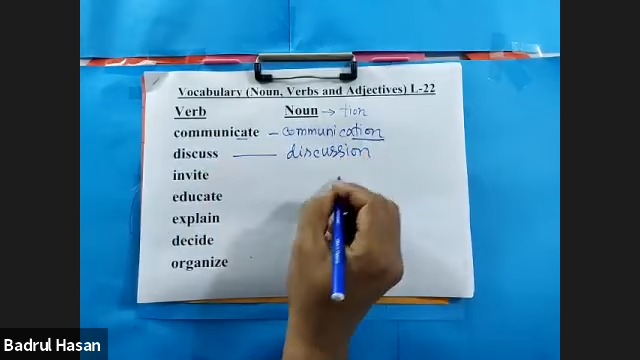 Vocabulary (Noun, Verbs and Adjectives) L-22
Verb Noun → tion
communicate – communication
discuss — discussion
invite
educate
explain
decide
organize
Badrul Hasan